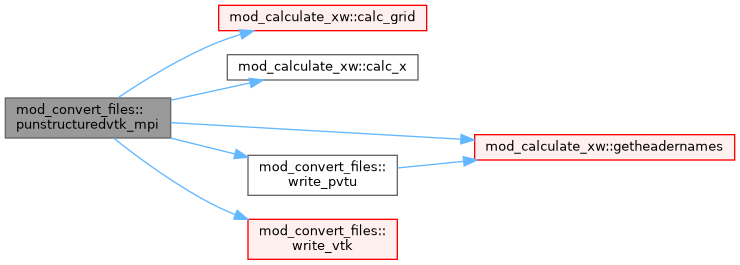 mod_calculate_xw::calc_grid
mod_calculate_xw::calc_x
mod_convert_files::
punstructuredvtk_mpi
mod_calculate_xw::getheadernames
mod_convert_files::
write_pvtu
mod_convert_files::
write_vtk